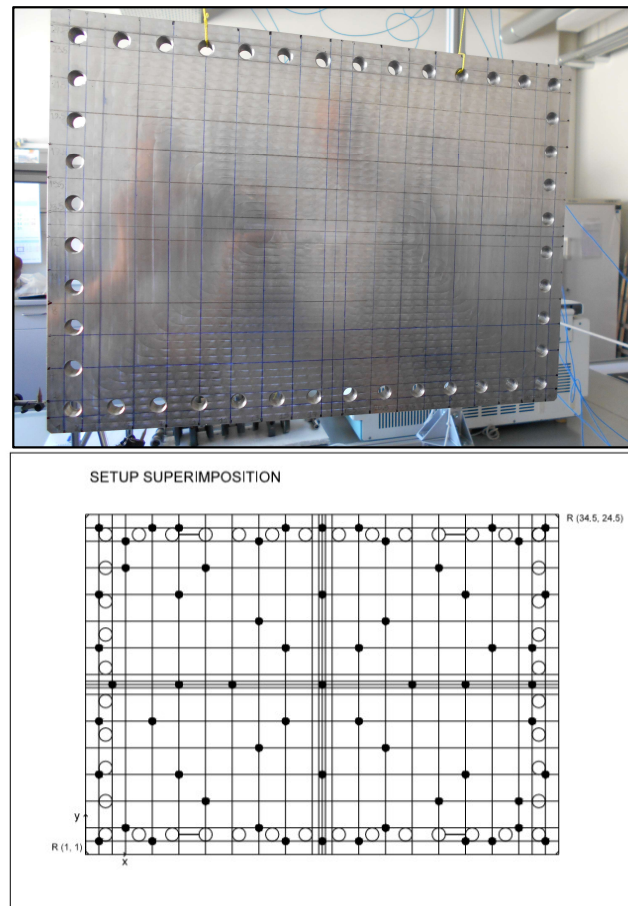 SETUP SUPERIMPOSITION
R (34.5, 24.5)
y
R (1, 1)
x